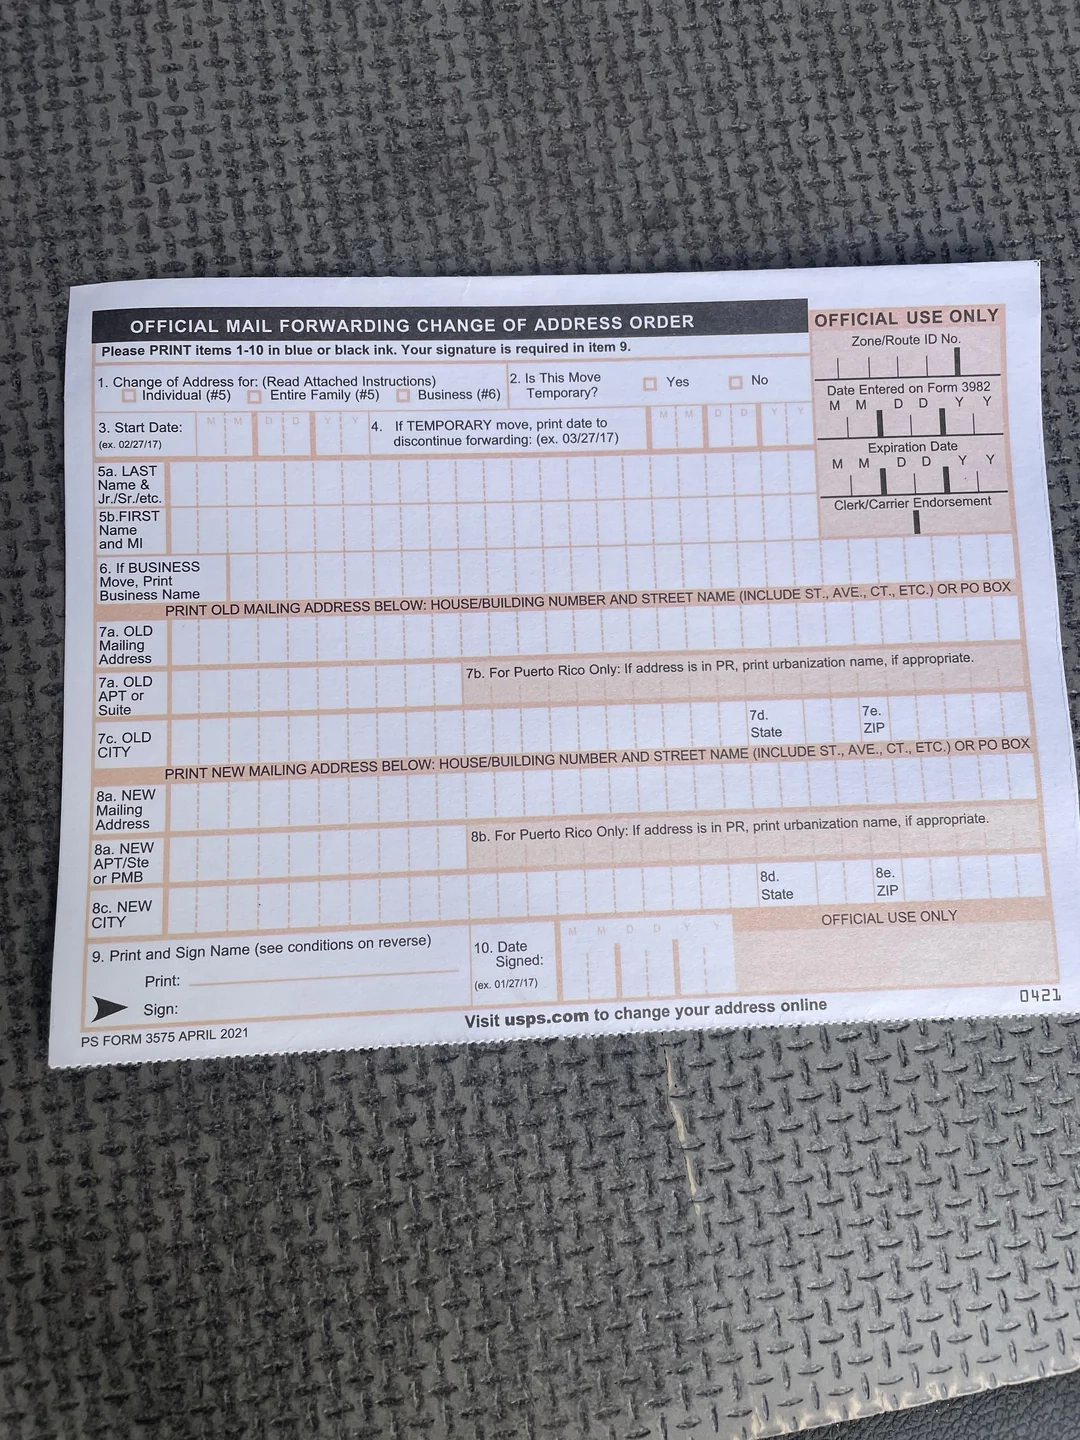 OFFICIAL MAIL FORWARDING CHANGE OF ADDRESS ORDER
Please PRINT items 1-10 in blue or black ink. Your signature is required in item 9.
OFFICIAL USE ONLY
Zone/Route ID No.
Date Entered on Form 3982
M M D D Y Y
Expiration Date
M M D D Y Y
Clerk/Carrier Endorsement
1. Change of Address for: (Read Attached Instructions)
Individual (#5) Entire Family (#5) Business (#6)
2. Is This Move
Temporary?
Yes No
3. Start Date:
(ex. 02/27/17)
M M D D Y Y
4. If TEMPORARY move, print date to
discontinue forwarding: (ex. 03/27/17)
M M D D Y Y
5a. LAST
Name &
Jr./Sr./etc.
5b.FIRST
Name
and MI
6. If BUSINESS
Move, Print
Business Name
PRINT OLD MAILING ADDRESS BELOW: HOUSE/BUILDING NUMBER AND STREET NAME (INCLUDE ST., AVE., CT., ETC.) OR PO BOX
7a. OLD
Mailing
Address
7a. OLD
APT or
Suite
7b. For Puerto Rico Only: If address is in PR, print urbanization name, if appropriate.
7c. OLD
CITY
7d.
State
7e.
ZIP
PRINT NEW MAILING ADDRESS BELOW: HOUSE/BUILDING NUMBER AND STREET NAME (INCLUDE ST., AVE., CT., ETC.) OR PO BOX
8a. NEW
Mailing
Address
8a. NEW
APT/Ste
or PMB
8b. For Puerto Rico Only: If address is in PR, print urbanization name, if appropriate.
8c. NEW
CITY
8d.
State
8e.
ZIP
9. Print and Sign Name (see conditions on reverse)
Print:
Sign:
10. Date
Signed:
(ex. 01/27/17)
M M D D Y Y
OFFICIAL USE ONLY
PS FORM 3575 APRIL 2021
Visit usps.com to change your address online
0421